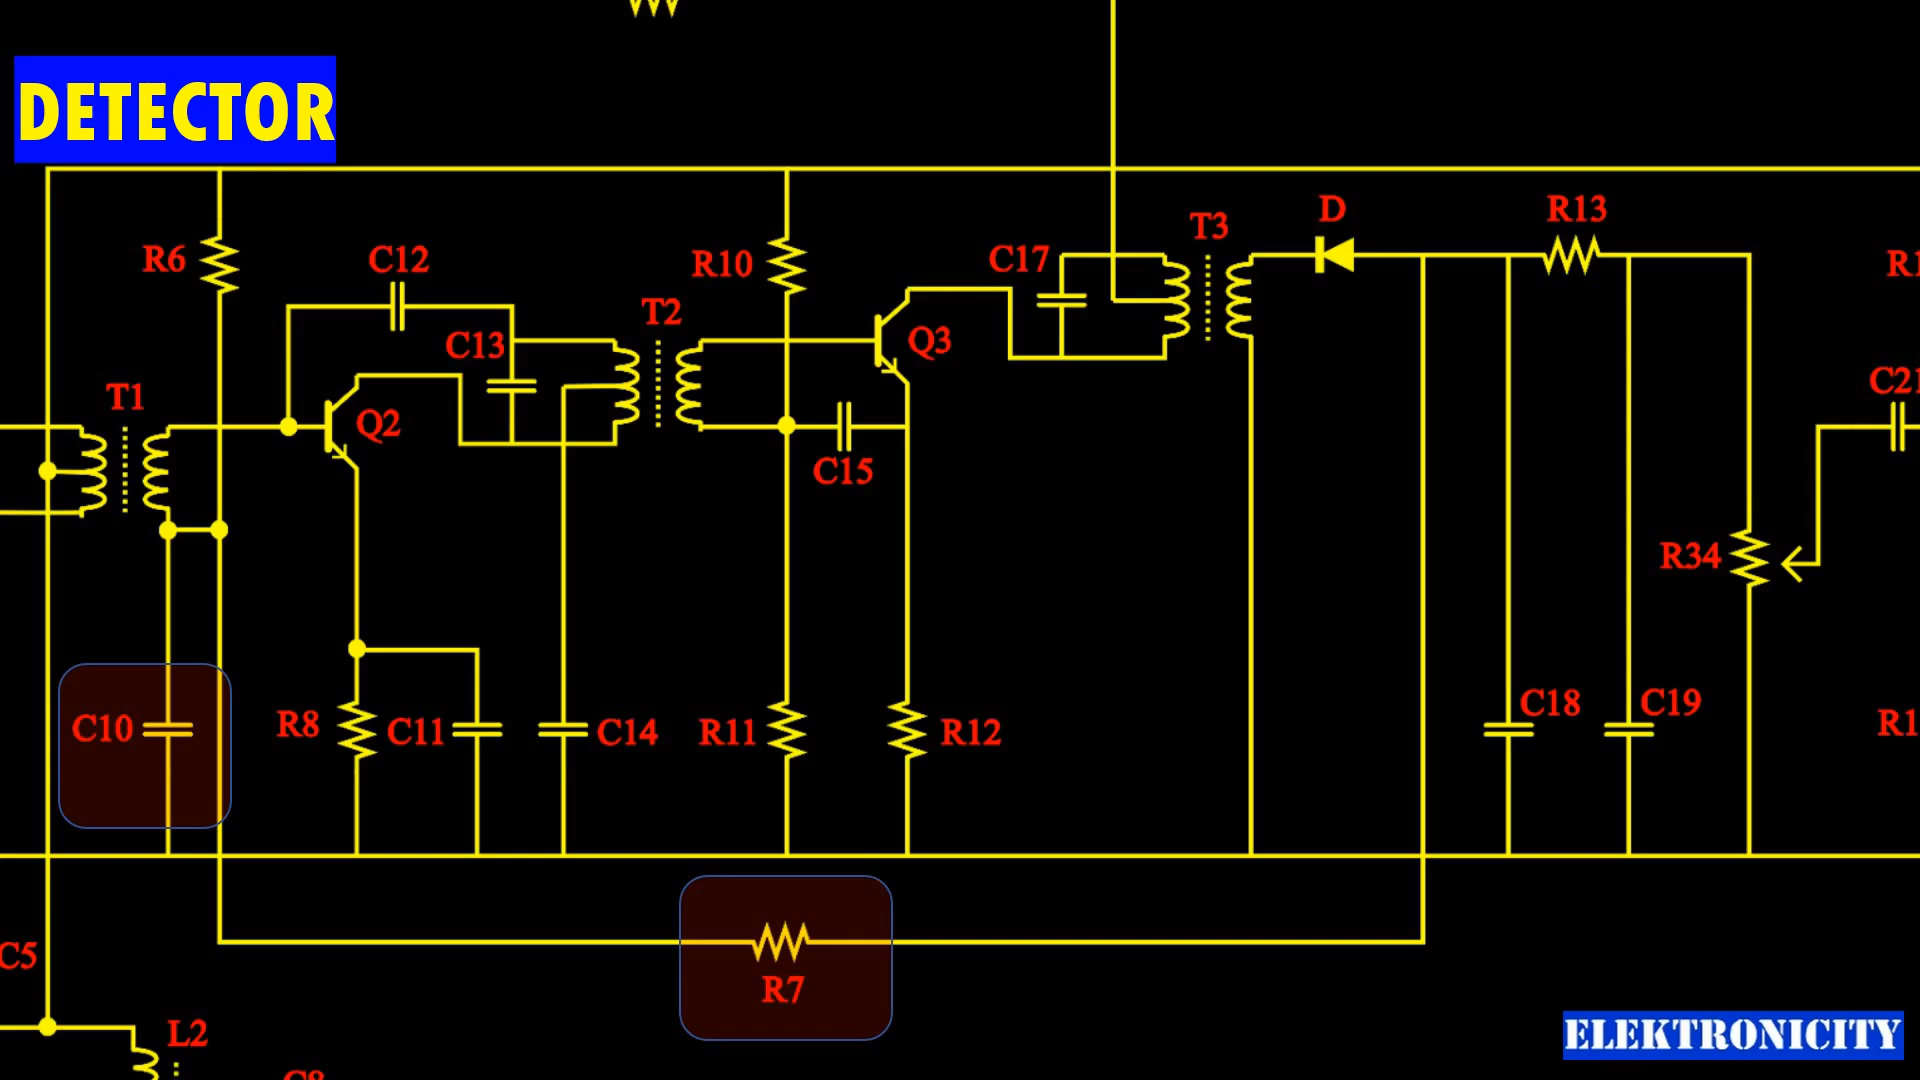 DETECTOR
D
R13
T3
R6
C12
R10
C17
T2
C13
Q3
C21
T1
Q2
C15
R34
C10
R8
C11
C14
R11
R12
C18
C19
C5
R7
L2
ELEKTRONICITY